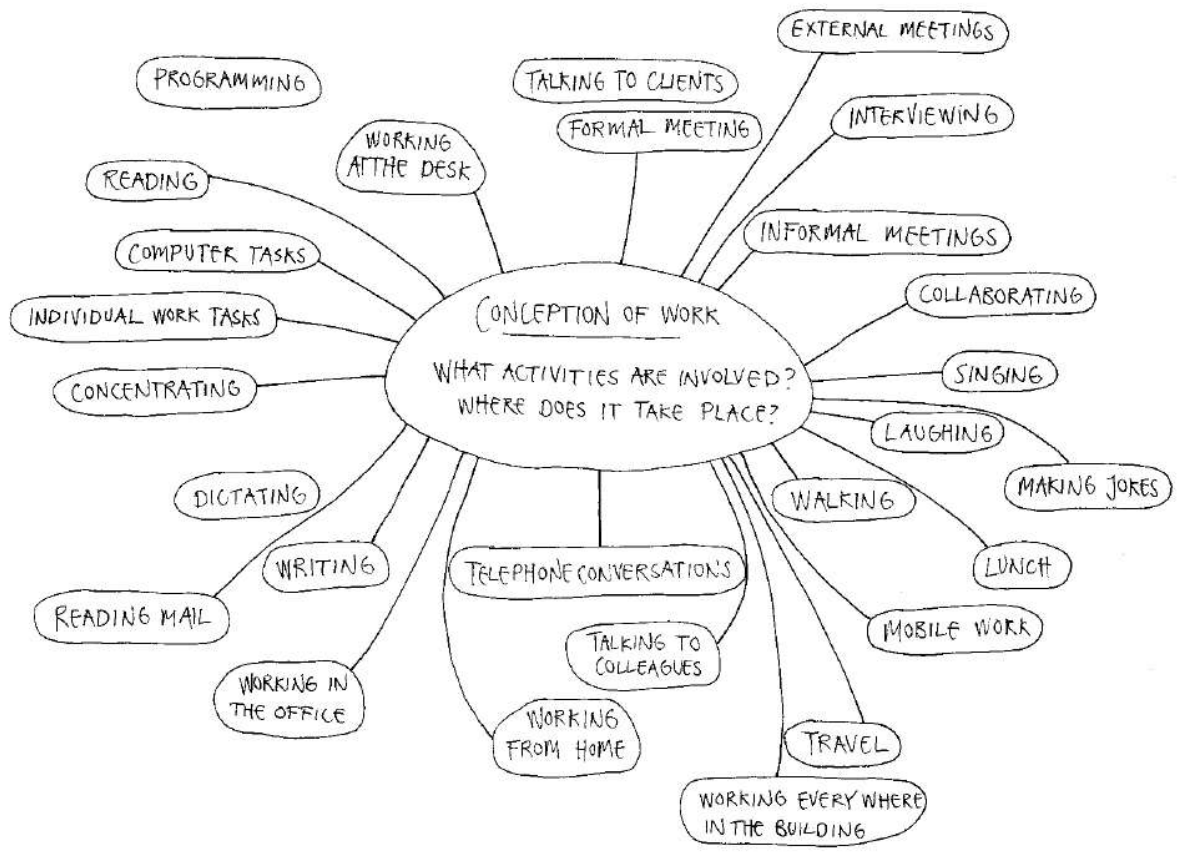 CONCEPTION OF WORK
WHAT ACTIVITIES ARE INVOLVED?
WHERE DOES IT TAKE PLACE?
PROGRAMMING
TALKING TO CLIENTS
FORMAL MEETING
EXTERNAL MEETINGS
INTERVIEWING
INFORMAL MEETINGS
COLLABORATING
SINGING
LAUGHING
MAKING JOKES
WALKING
LUNCH
MOBILE WORK
TRAVEL
WORKING EVERY WHERE
IN THE BUILDING
TALKING TO
COLLEAGUES
TELEPHONE CONVERSATIONS
WORKING
FROM HOME
WORKING IN
THE OFFICE
WRITING
READING MAIL
DICTATING
CONCENTRATING
INDIVIDUAL WORK TASKS
COMPUTER TASKS
READING
WORKING
AT THE DESK